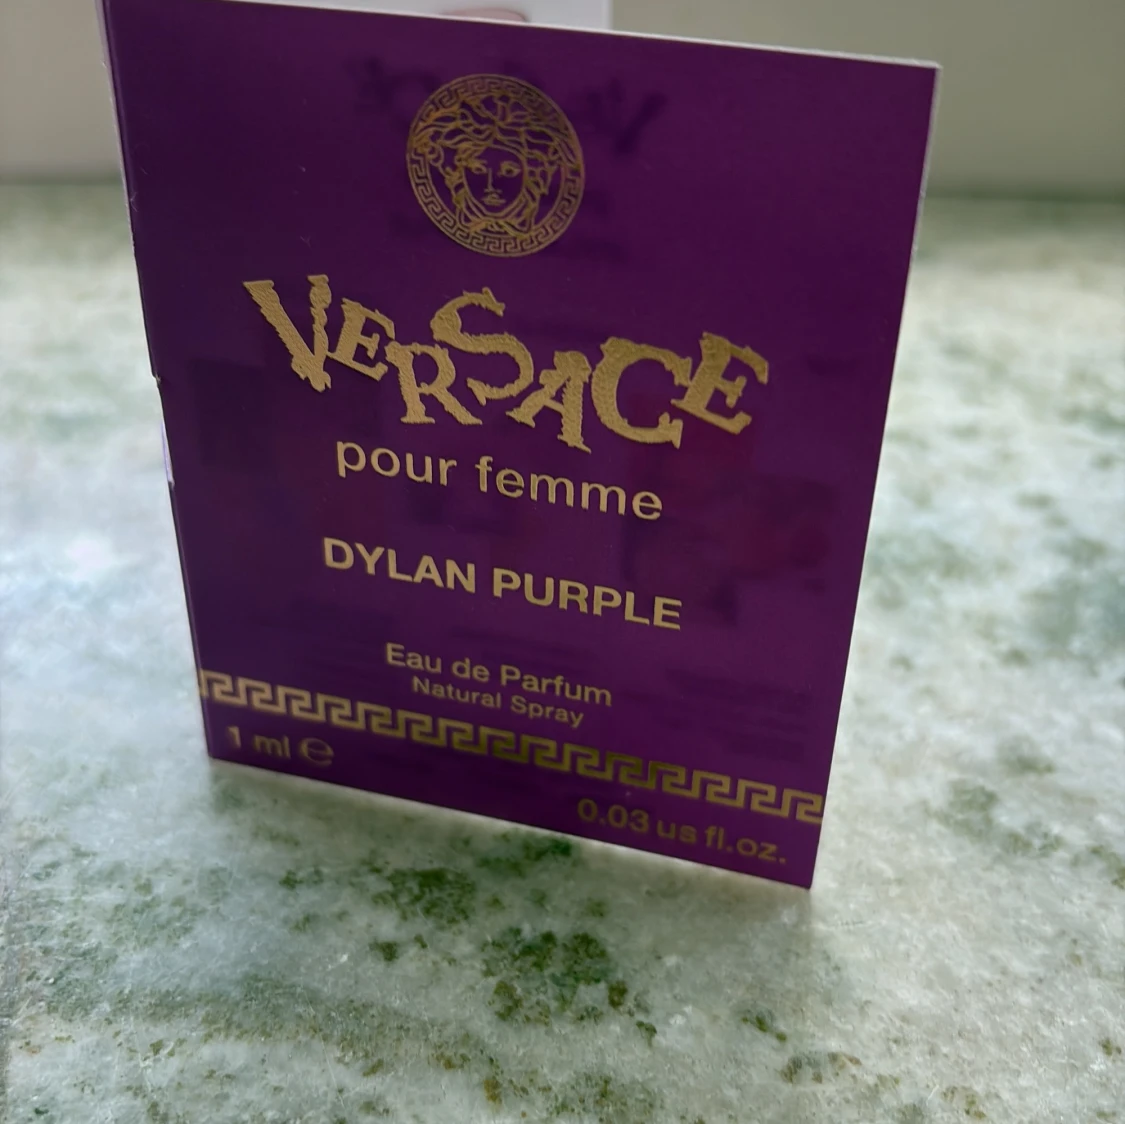 VERSACE
pour femme
DYLAN PURPLE
Eau de Parfum
Natural Spray
1 ml ℮
0.03 us fl.oz.